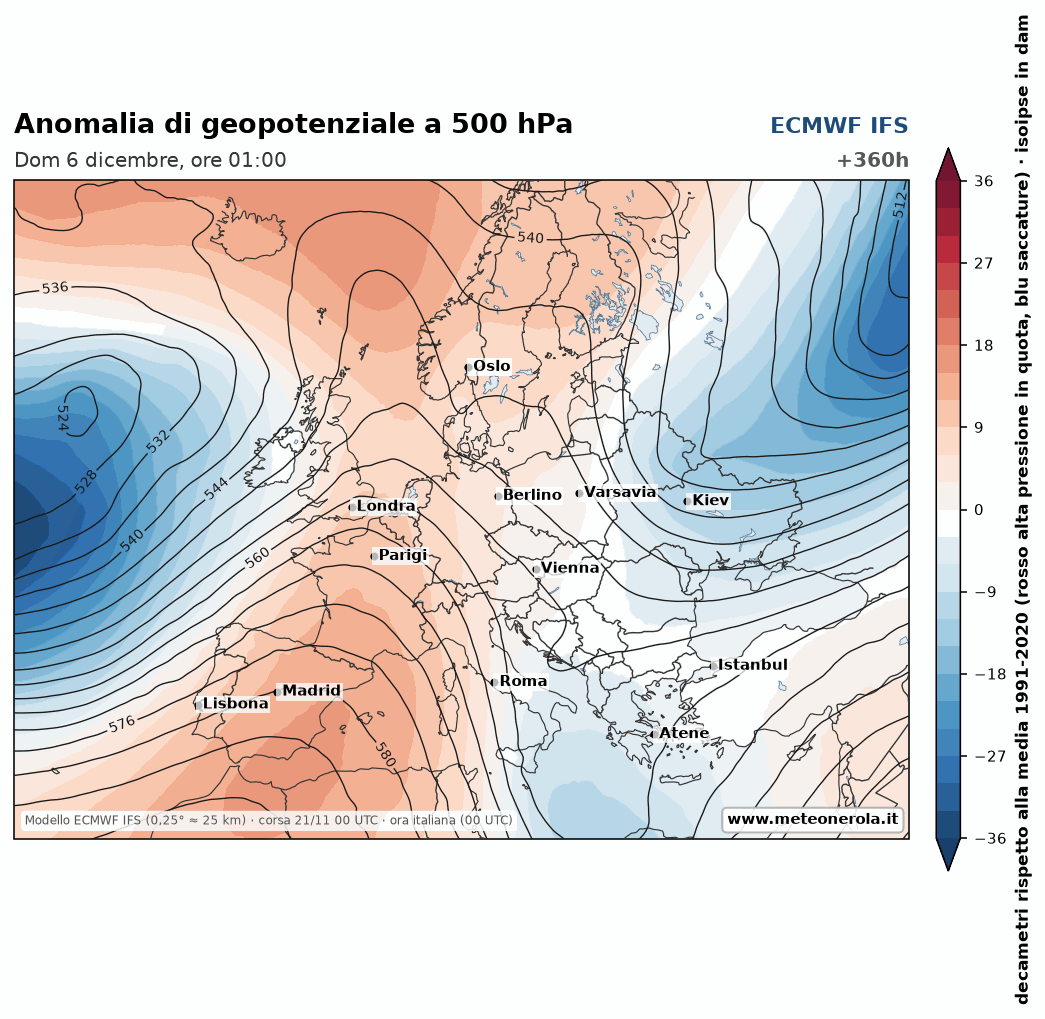 Anomalia di geopotenziale a 500 hPa
ECMWF IFS
Dom 6 dicembre, ore 01:00
+360h
512
540
536
Oslo
524
532
528
544
540
560
Berlino
Varsavia
Kiev
Londra
Parigi
Vienna
Roma
Istanbul
Madrid
Lisbona
576
580
Atene
Modello ECMWF IFS (0,25° ≈ 25 km) · corsa 21/11 00 UTC · ora italiana (00 UTC)
www.meteonerola.it
36
27
18
9
0
−9
−18
−27
−36
decametri rispetto alla media 1991-2020 (rosso alta pressione in quota, blu saccature) · isoipse in dam